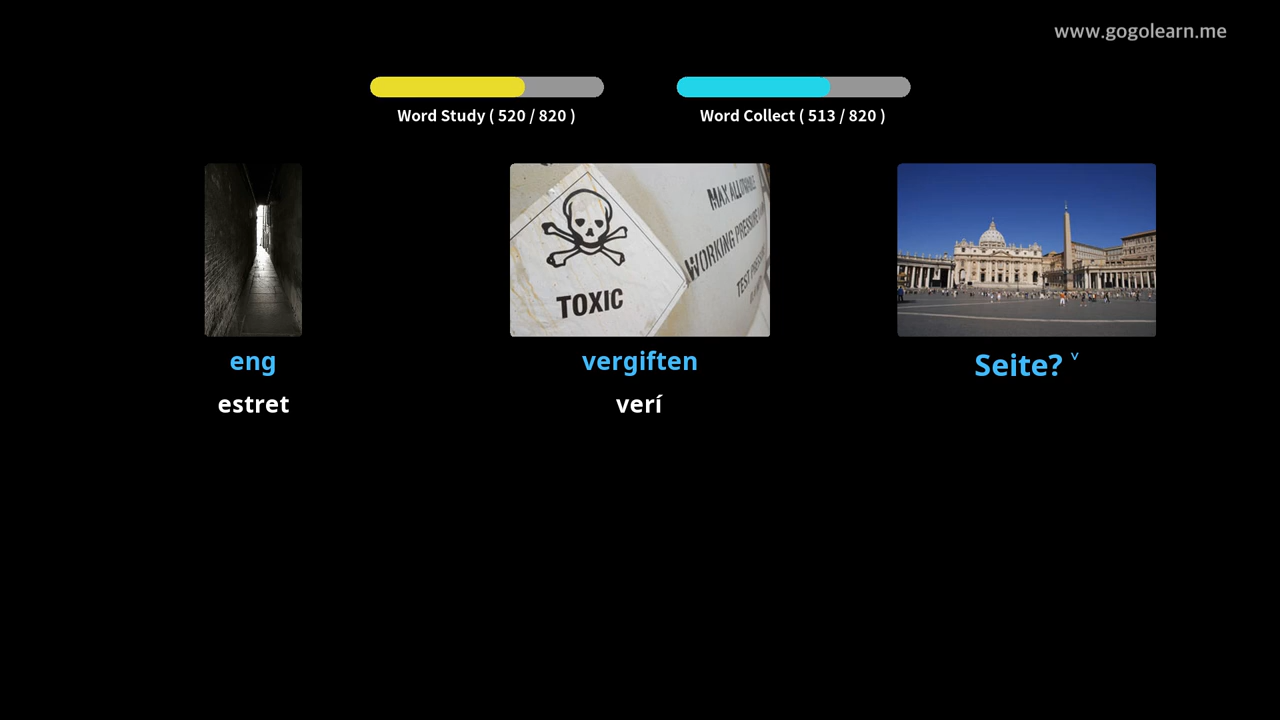 www.gogolearn.me
Word Study ( 520 / 820 )
Word Collect ( 513 / 820 )
MAX ALLOWABLE
WORKING PRESSURE
TEST
TOXIC
eng
vergiften
Seite? v
estret
verí